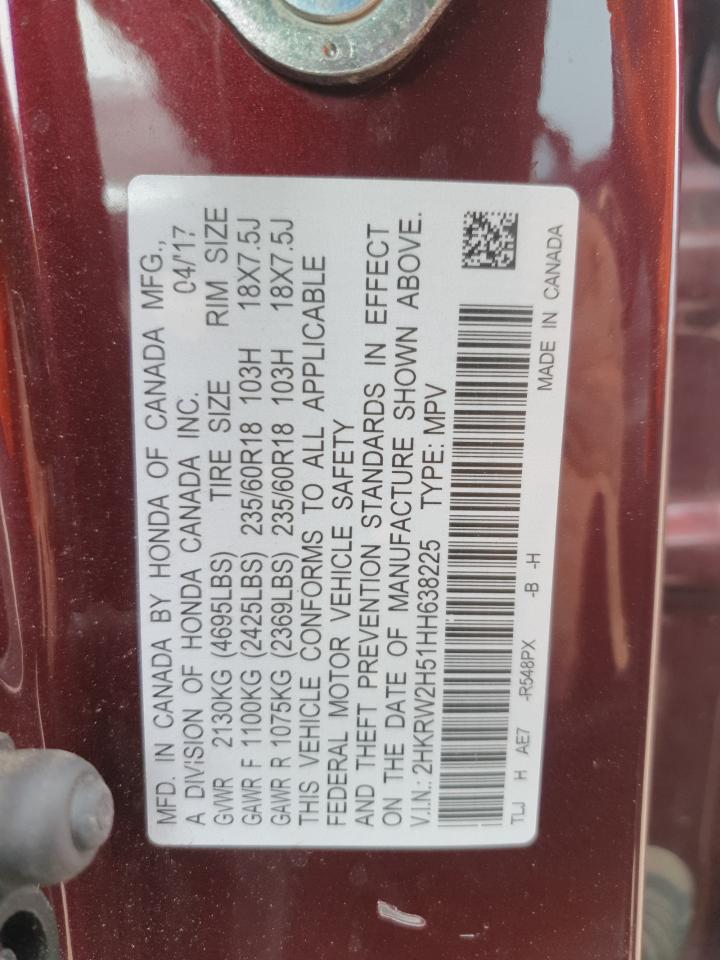 MFD. IN CANADA BY HONDA OF CANADA MFG.,
A DIVISION OF HONDA CANADA INC. 04/'17
GVWR 2130KG (4695LBS) TIRE SIZE RIM SIZE
GAWR F 1100KG (2425LBS) 235/60R18 103H 18X7.5J
GAWR R 1075KG (2369LBS) 235/60R18 103H 18X7.5J
THIS VEHICLE CONFORMS TO ALL APPLICABLE
FEDERAL MOTOR VEHICLE SAFETY
AND THEFT PREVENTION STANDARDS IN EFFECT
ON THE DATE OF MANUFACTURE SHOWN ABOVE.
V.I.N.: 2HKRW2H51HH638225 TYPE: MPV
TLJ H AE7 -R548PX -B -H MADE IN CANADA